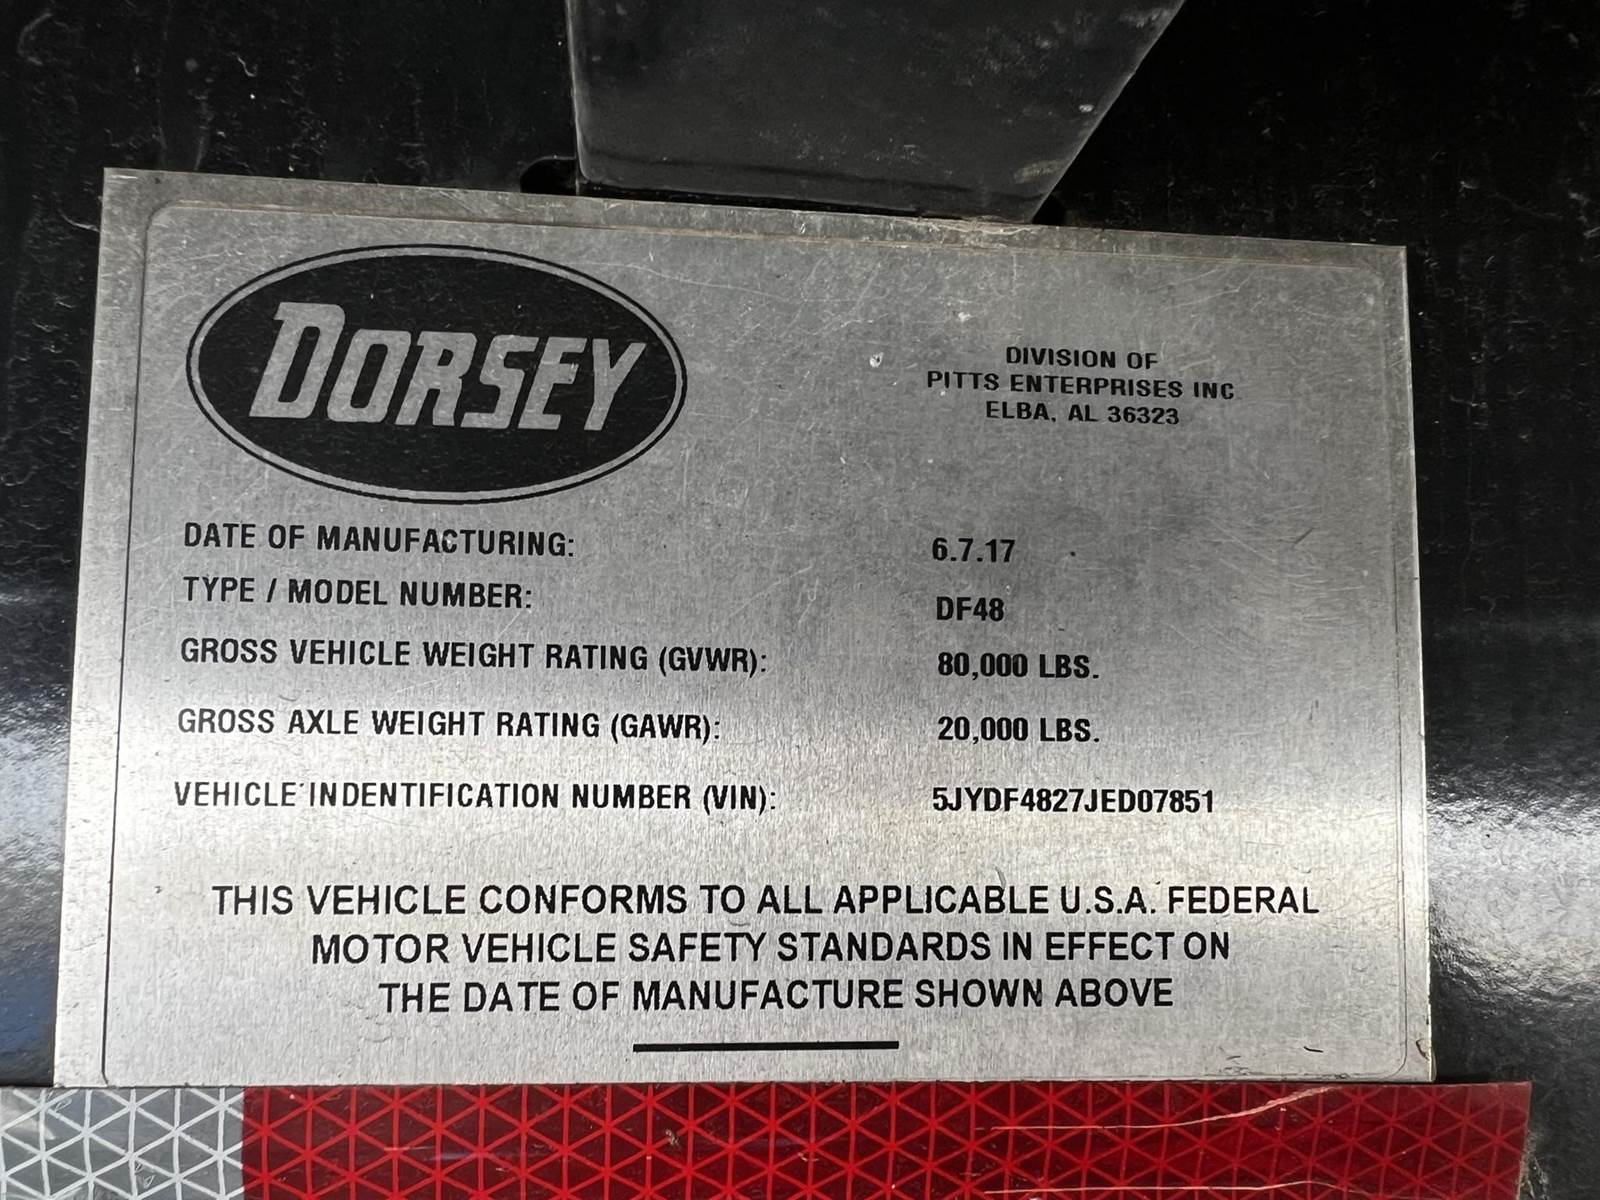 DORSEY
DIVISION OF
PITTS ENTERPRISES INC
ELBA, AL 36323
DATE OF MANUFACTURING: 6.7.17
TYPE / MODEL NUMBER: DF48
GROSS VEHICLE WEIGHT RATING (GVWR): 80,000 LBS.
GROSS AXLE WEIGHT RATING (GAWR): 20,000 LBS.
VEHICLE INDENTIFICATION NUMBER (VIN): 5JYDF4827JED07851
THIS VEHICLE CONFORMS TO ALL APPLICABLE U.S.A. FEDERAL
MOTOR VEHICLE SAFETY STANDARDS IN EFFECT ON
THE DATE OF MANUFACTURE SHOWN ABOVE